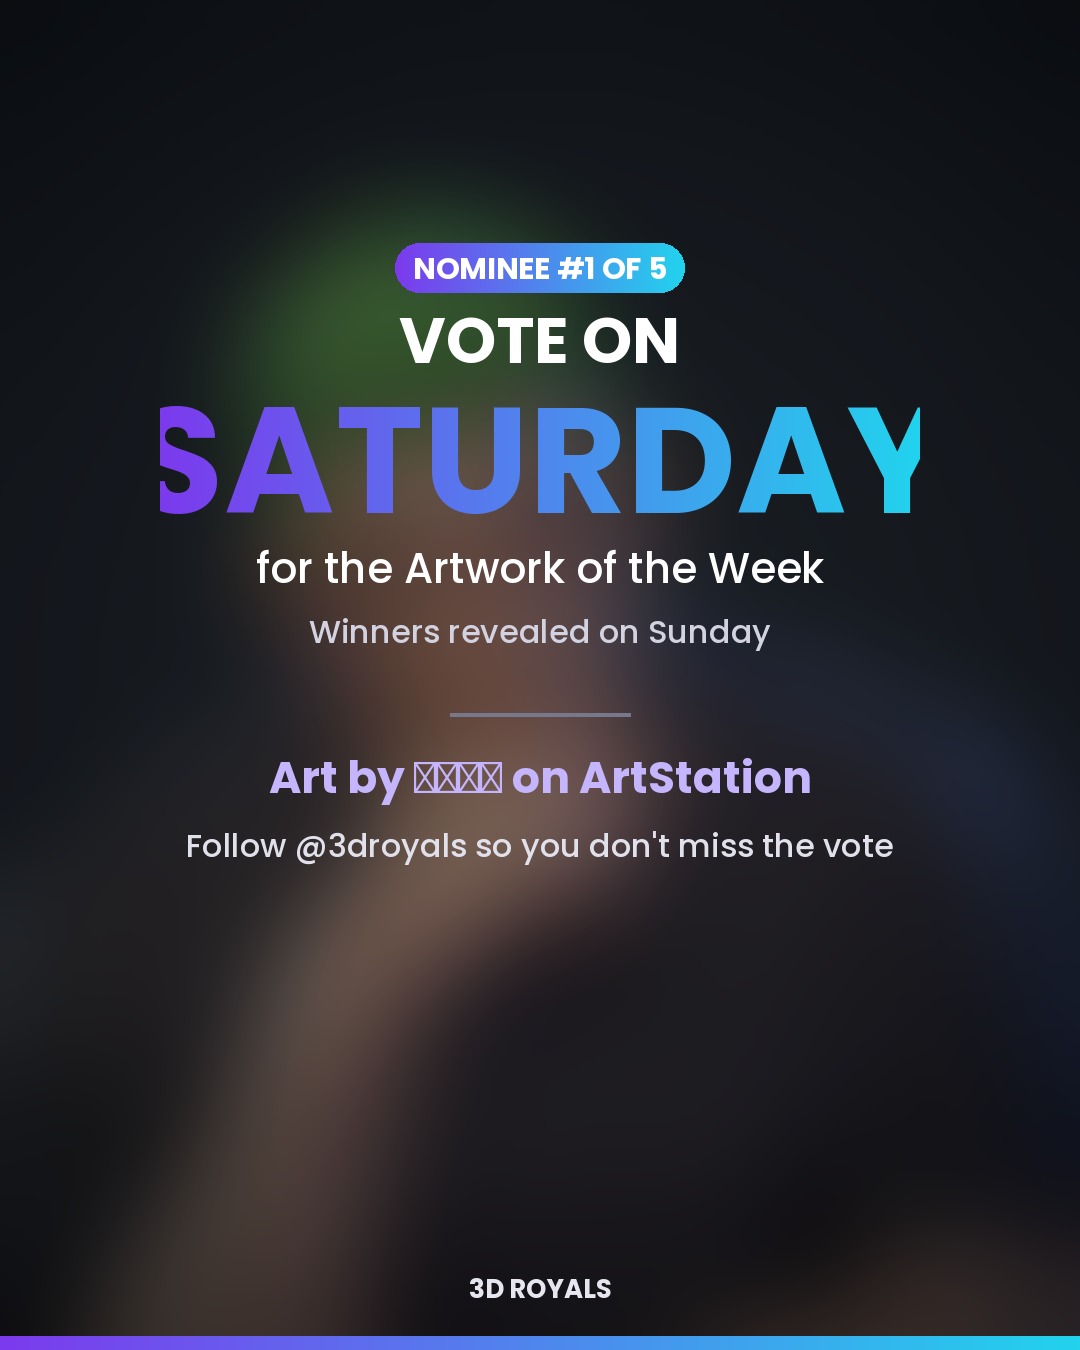 NOMINEE #1 OF 5
VOTE ON
SATURDAY
for the Artwork of the Week
Winners revealed on Sunday
Art by on ArtStation
Follow @3droyals so you don't miss the vote
3D ROYALS